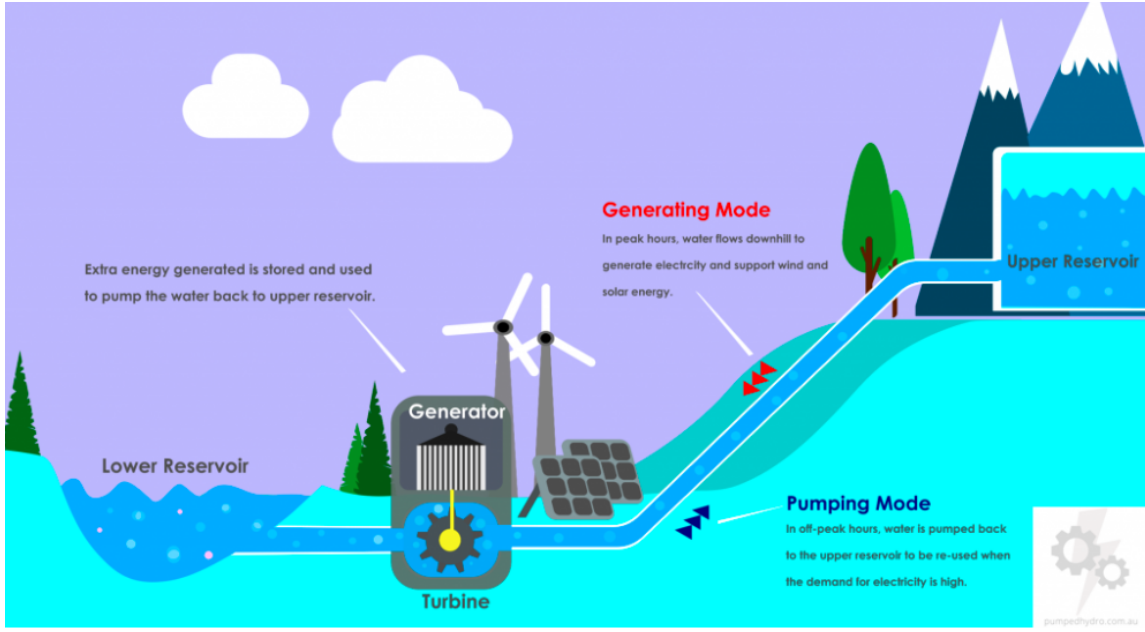 Generating Mode
In peak hours, water flows downhill to
generate electrcity and support wind and
solar energy.
Upper Reservoir
Extra energy generated is stored and used
to pump the water back to upper reservoir.
Generator
Lower Reservoir
Pumping Mode
In off-peak hours, water is pumped back
to the upper reservoir to be re-used when
the demand for electricity is high.
Turbine
pumpedhydro.com.au